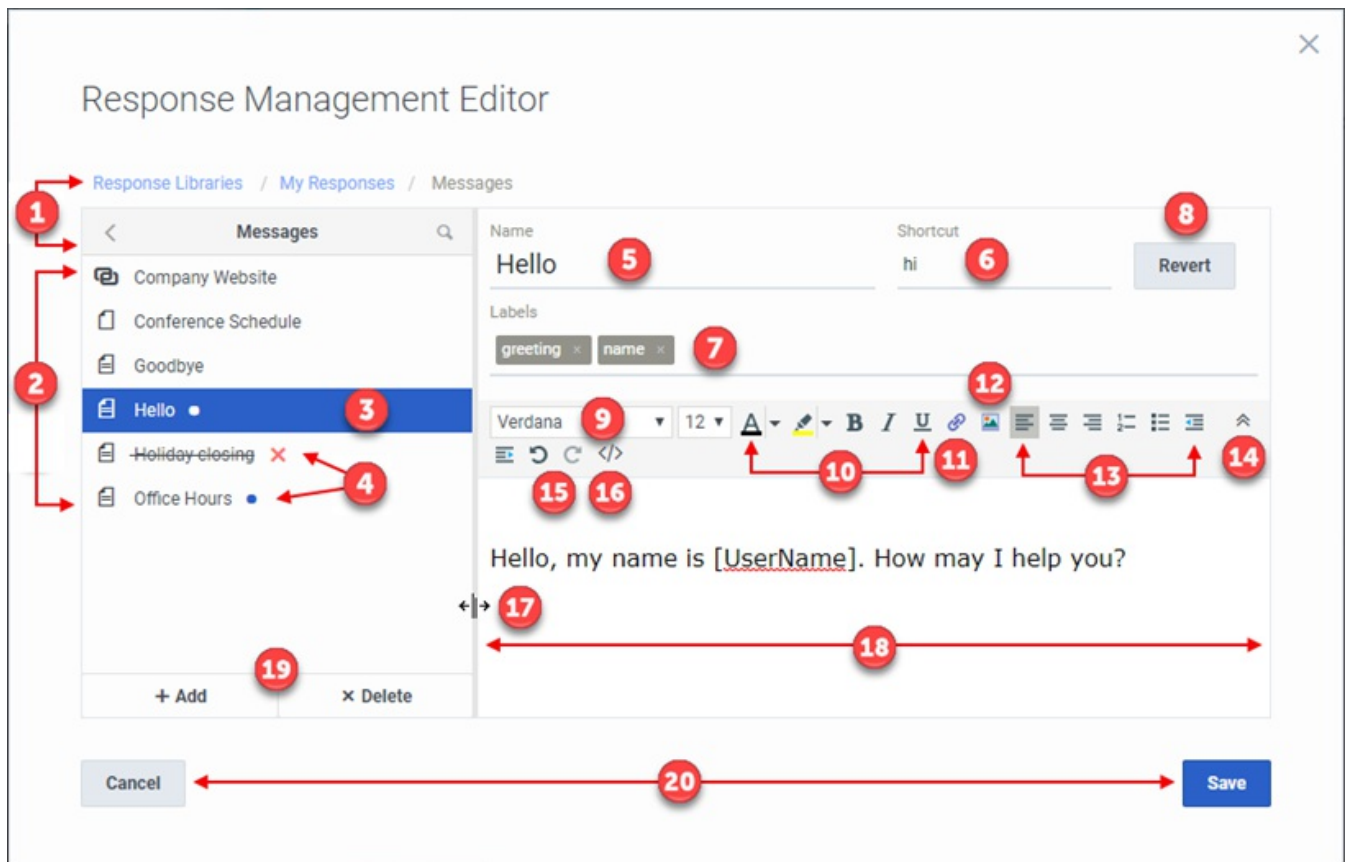 Response Management Editor
Response Libraries / My Responses / Messages
1
Messages
Company Website
Conference Schedule
Goodbye
2
Hello
3
Holiday closing
4
Office Hours
19
+ Add
× Delete
Name
Hello
5
Shortcut
hi
6
8
Revert
Labels
greeting ×
name ×
7
12
Verdana
9
12
A
B
I
U
10
11
13
14
</>
15
16
Hello, my name is [UserName]. How may I help you?
17
18
Cancel
20
Save